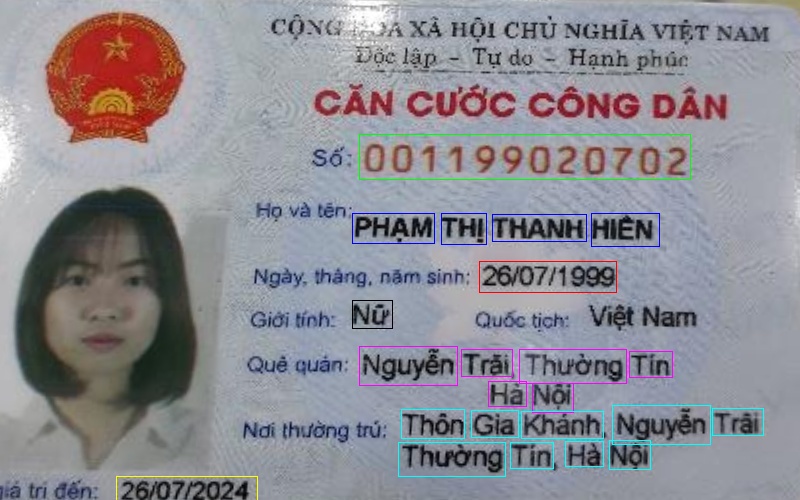 CỘNG HÒA XÃ HỘI CHỦ NGHĨA VIỆT NAM
Độc lập - Tự do - Hạnh phúc
CĂN CƯỚC CÔNG DÂN
Số: 001199020702
Họ và tên: PHẠM THỊ THANH HIỀN
Ngày, tháng, năm sinh: 26/07/1999
Giới tính: Nữ Quốc tịch: Việt Nam
Quê quán: Nguyễn Trãi, Thường Tín
Hà Nội
Nơi thường trú: Thôn Gia Khánh, Nguyễn Trãi
Thường Tín, Hà Nội
giá trị đến: 26/07/2024